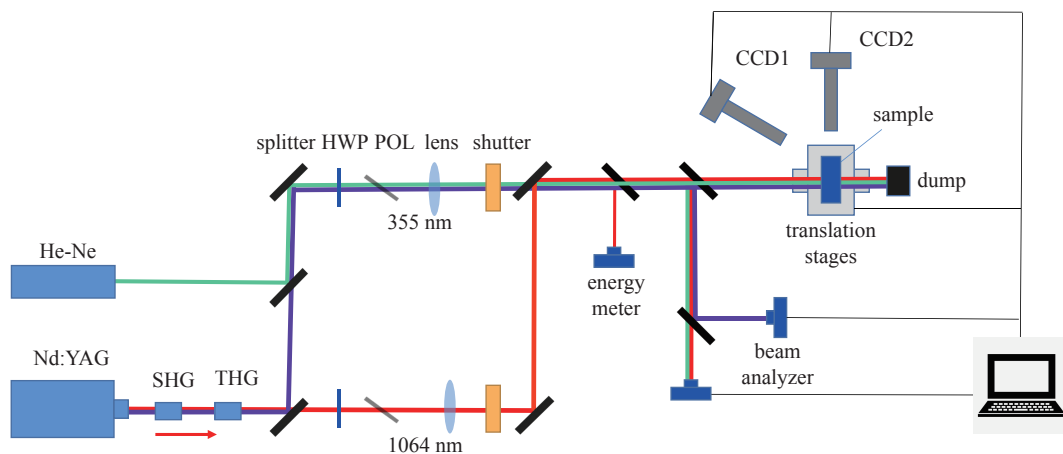 CCD2
CCD1
sample
splitter HWP POL lens shutter
355 nm
dump
translation
stages
He-Ne
energy
meter
Nd:YAG
SHG
THG
beam
analyzer
1064 nm